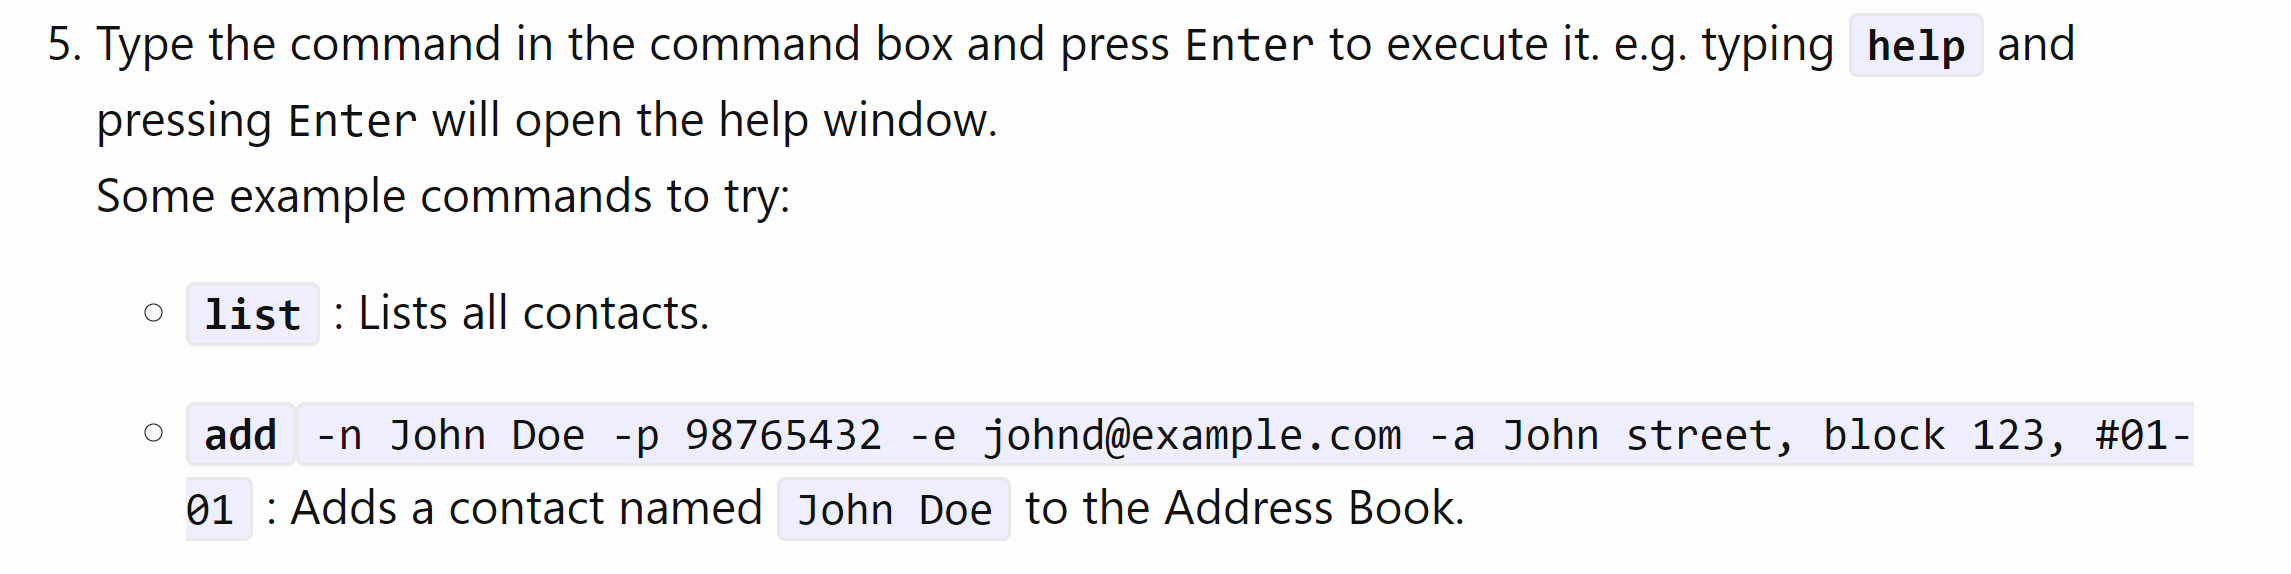 5. Type the command in the command box and press Enter to execute it. e.g. typing help and
pressing Enter will open the help window.
Some example commands to try:
list : Lists all contacts.
add -n John Doe -p 98765432 -e johnd@example.com -a John street, block 123, #01-
01 : Adds a contact named John Doe to the Address Book.